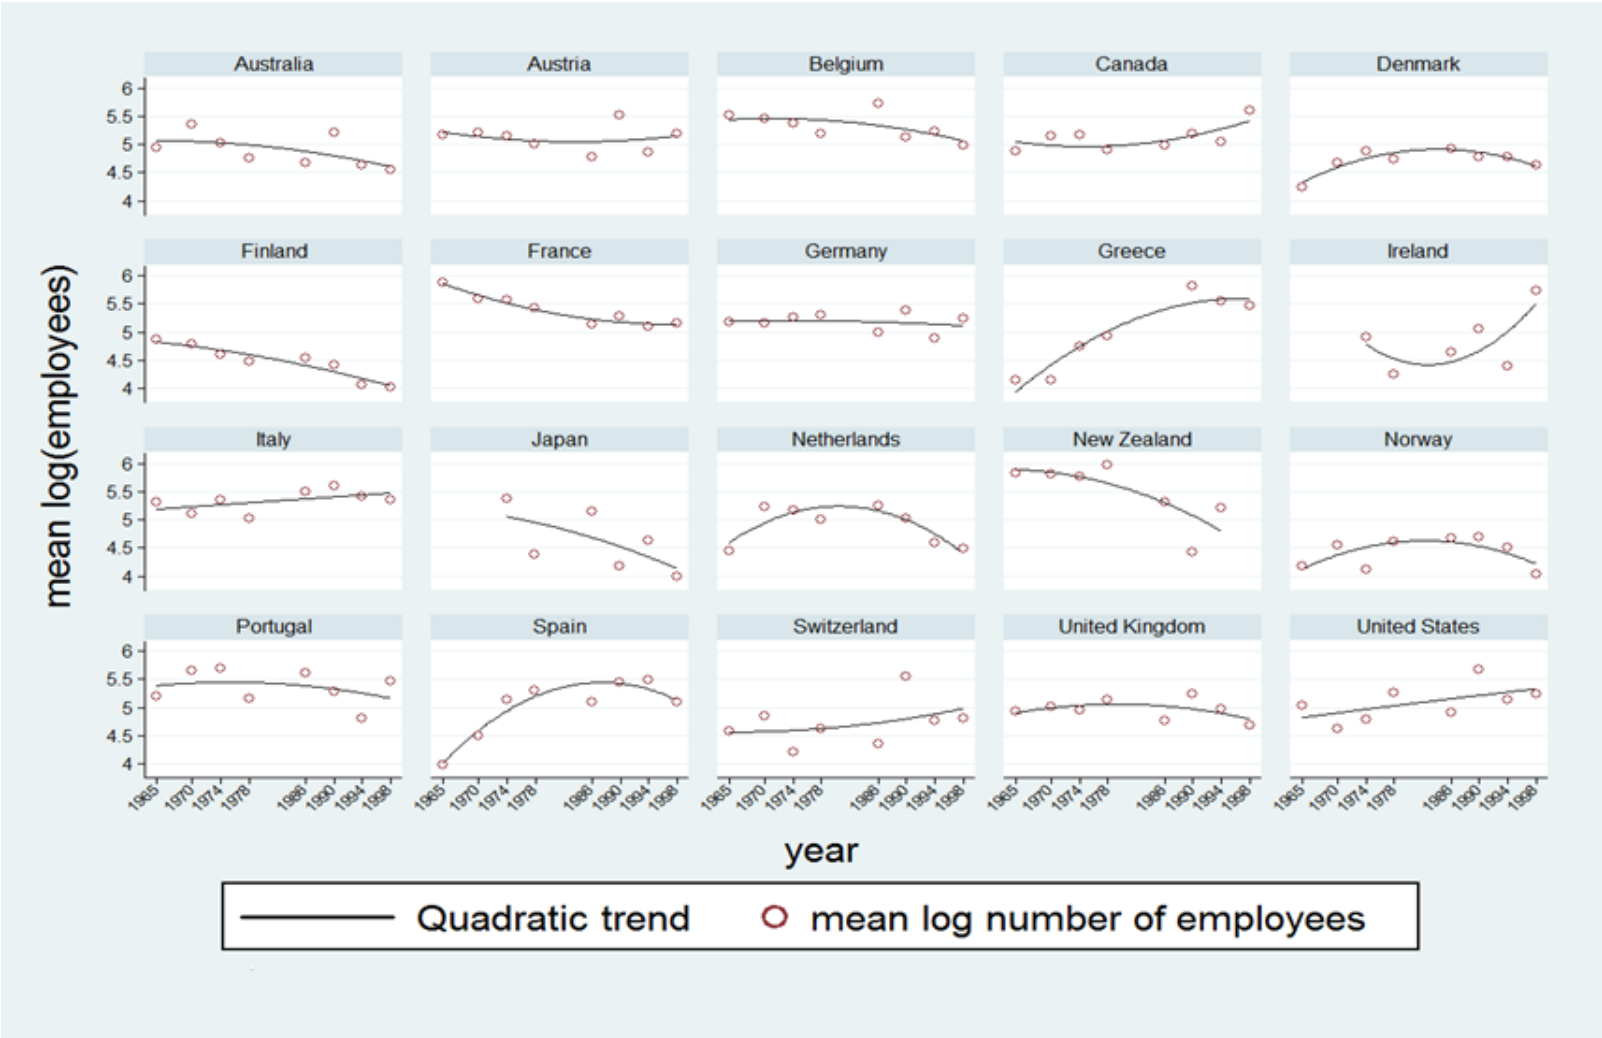 Australia Austria Belgium Canada Denmark
6
5.5
5
4.5
4
Finland France Germany Greece Ireland
6
5.5
5
4.5
4
Italy Japan Netherlands New Zealand Norway
6
5.5
5
4.5
4
Portugal Spain Switzerland United Kingdom United States
6
5.5
5
4.5
4
mean log(employees)
1965 1970 1974 1978 1986 1990 1994 1998 1965 1970 1974 1978 1986 1990 1994 1998 1965 1970 1974 1978 1986 1990 1994 1998 1965 1970 1974 1978 1986 1990 1994 1998 1965 1970 1974 1978 1986 1990 1994 1998
year
Quadratic trend mean log number of employees